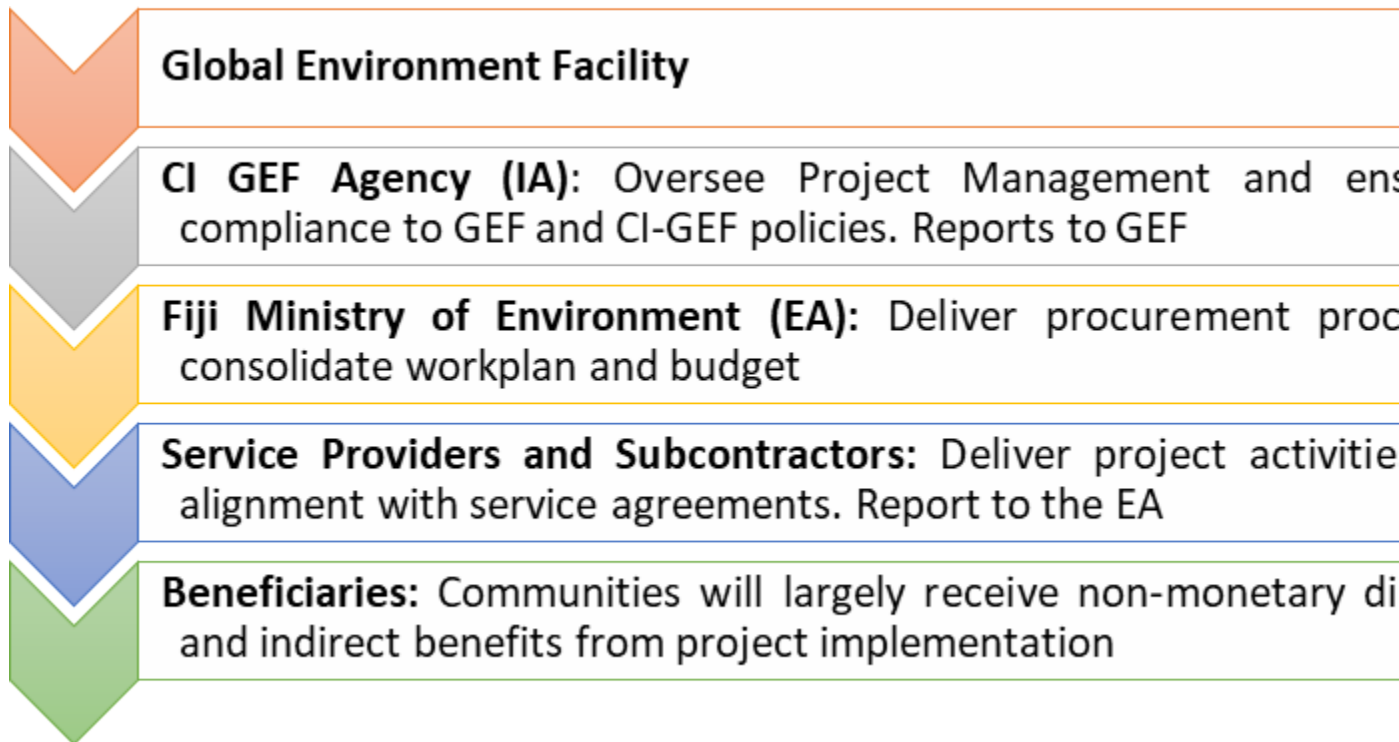 Global Environment Facility
CI GEF Agency (IA): Oversee Project Management and
compliance to GEF and CI-GEF policies. Reports to GEF
Fiji Ministry of Environment (EA): Deliver procurement
consolidate workplan and budget
Service Providers and Subcontractors: Deliver project
alignment with service agreements. Report to the EA
Beneficiaries: Communities will largely receive non-monetary
and indirect benefits from project implementation